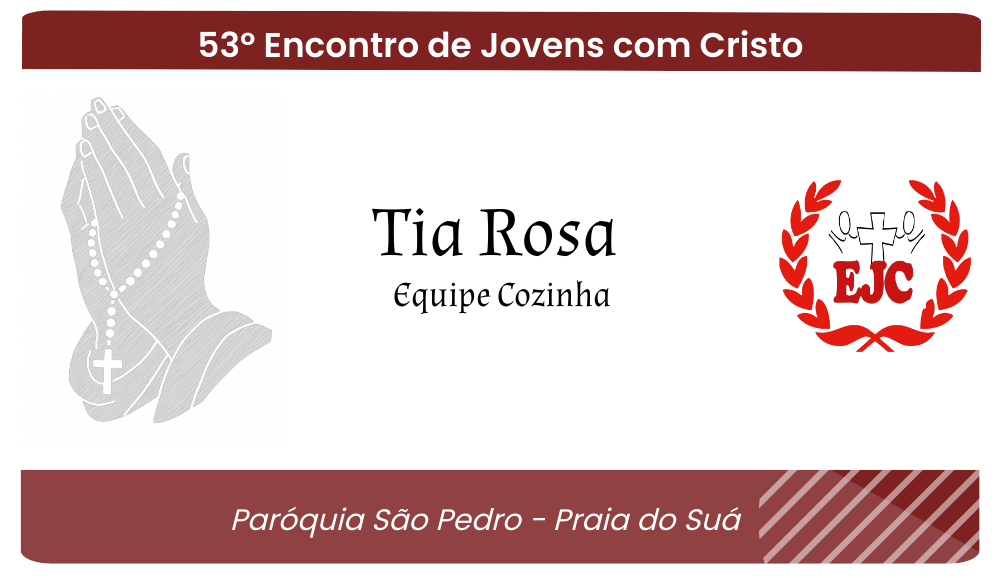 53º Encontro de Jovens com Cristo
Tia Rosa
Equipe Cozinha
EJC
Paróquia São Pedro - Praia do Suá